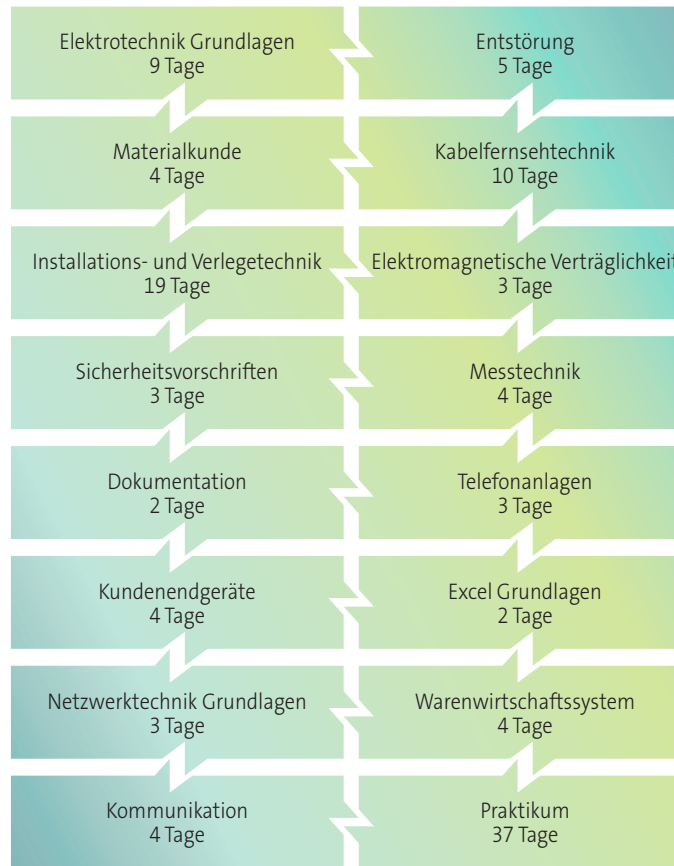 Elektrotechnik Grundlagen
9 Tage
Materialkunde
4 Tage
Installations- und Verlegetechnik
19 Tage
Sicherheitsvorschriften
3 Tage
Dokumentation
2 Tage
Kundenendgeräte
4 Tage
Netzwerktechnik Grundlagen
3 Tage
Kommunikation
4 Tage
Entstörung
5 Tage
Kabelfernsehtechnik
10 Tage
Elektromagnetische Verträglichkeit
3 Tage
Messtechnik
4 Tage
Telefonanlagen
3 Tage
Excel Grundlagen
2 Tage
Warenwirtschaftssystem
4 Tage
Praktikum
37 Tage